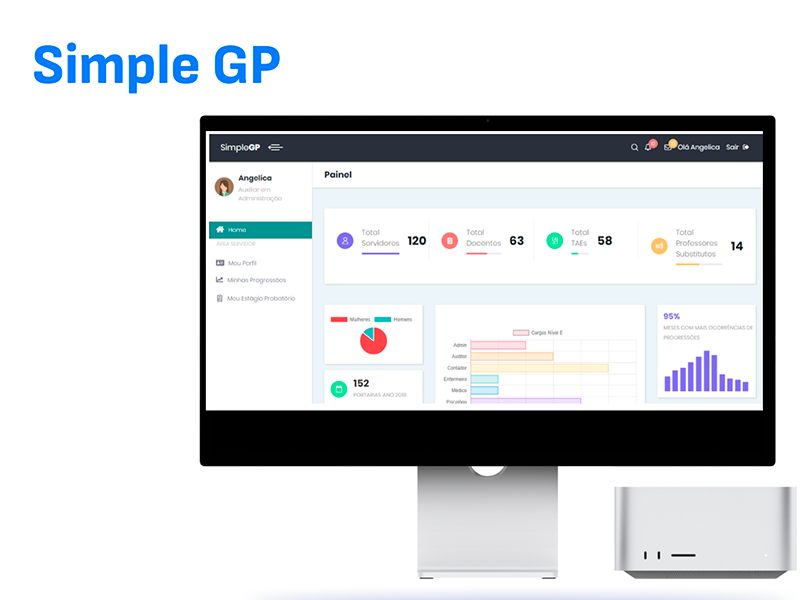 Simple GP
SimpleGP
Olá Angelica
Sair
Angelica
Auxiliar em
Administração
Painel
Home
ÁREA SERVIDOR
Meu Perfil
Minhas Progressões
Meu Estágio Probatório
Total
Servidores
120
Total
Docentes
63
Total
TAEs
58
Total
Professores
Substitutos
14
Mulheres
Homens
152
PORTARIAS ANO 2018
Cargos Nível E
Admin
Auditor
Contador
Enfermeiro
Médico
Psicólogo
95%
MESES COM MAIS OCORRÊNCIAS DE
PROGRESSÕES